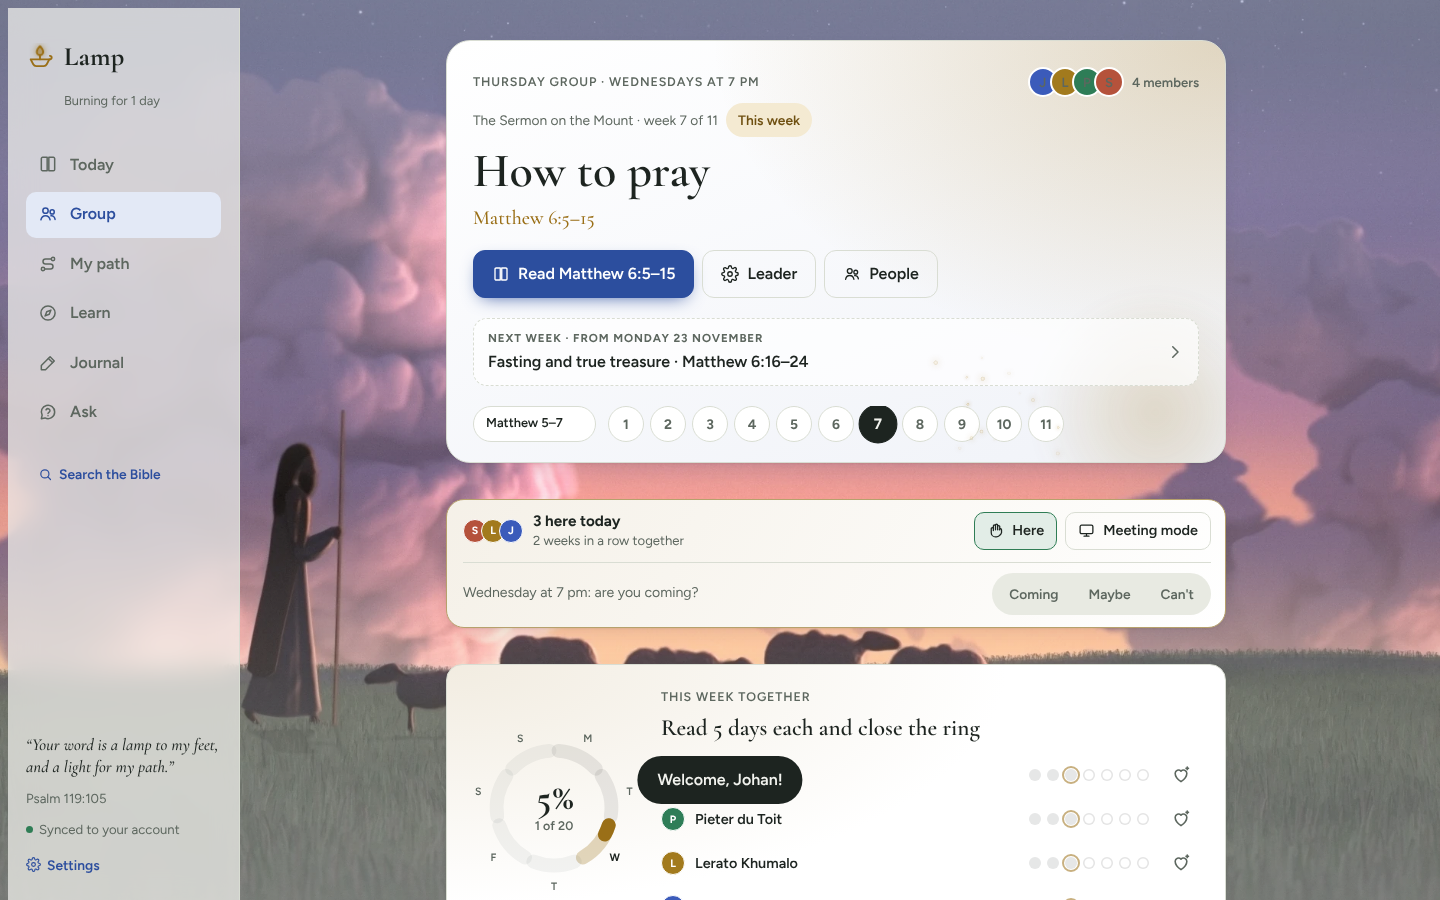 Lamp
Burning for 1 day
Today
Group
My path
Learn
Journal
Ask
Search the Bible
“Your word is a lamp to my feet,
and a light for my path.”
Psalm 119:105
Synced to your account
Settings
THURSDAY GROUP · WEDNESDAYS AT 7 PM
L S
4 members
The Sermon on the Mount · week 7 of 11
This week
How to pray
Matthew 6:5–15
Read Matthew 6:5–15
Leader
People
NEXT WEEK · FROM MONDAY 23 NOVEMBER
Fasting and true treasure · Matthew 6:16–24
Matthew 5–7
1 2 3 4 5 6 7 8 9 10 11
S L J
3 here today
2 weeks in a row together
Here
Meeting mode
Wednesday at 7 pm: are you coming?
Coming
Maybe
Can't
THIS WEEK TOGETHER
Read 5 days each and close the ring
S M
S T
5%
1 of 20
F W
T
Welcome, Johan!
P Pieter du Toit
L Lerato Khumalo